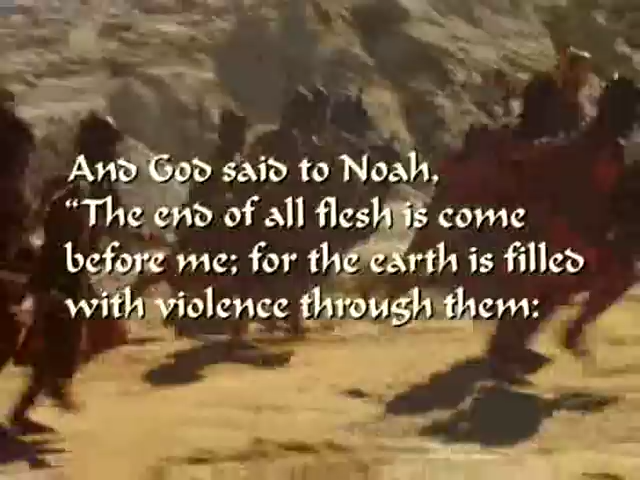 And God said to Noah,
“The end of all flesh is come
before me; for the earth is filled
with violence through them: